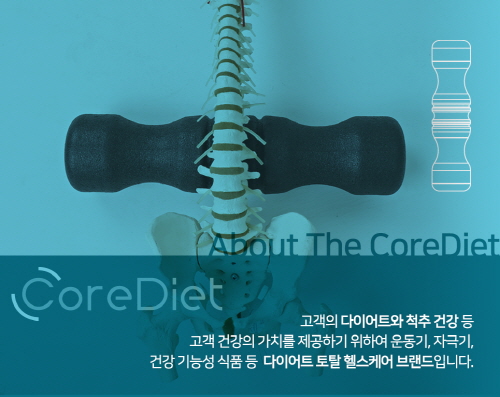 About The CoreDiet
CoreDiet
고객의 다이어트와 척추 건강 등
고객 건강의 가치를 제공하기 위하여 운동기, 자극기,
건강 기능성 식품 등 다이어트 토탈 헬스케어 브랜드입니다.